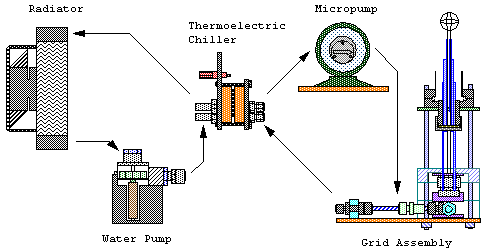 Radiator
Thermoelectric
Chiller
Micropump
Water Pump
Grid Assembly